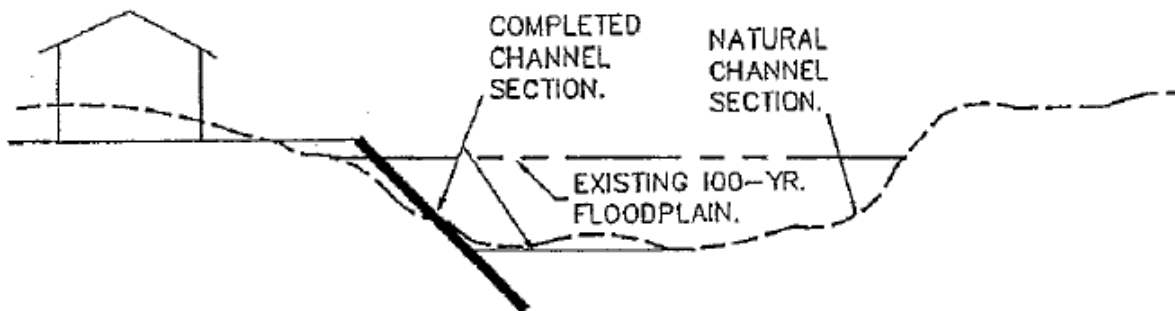 COMPLETED
CHANNEL
SECTION.
NATURAL
CHANNEL
SECTION.
EXISTING 100-YR.
FLOODPLAIN.